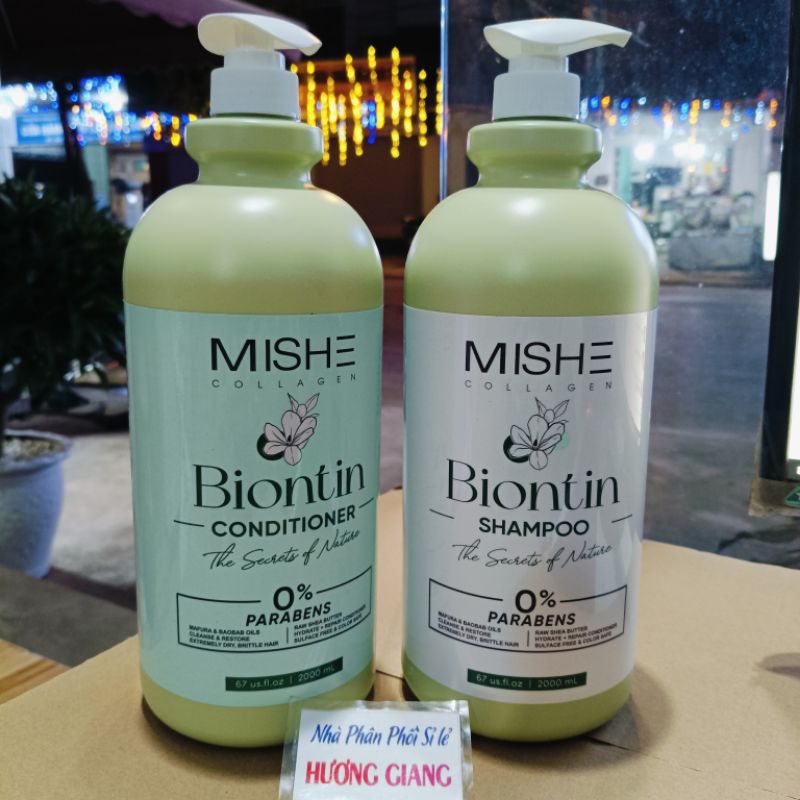 MISHE
COLLAGEN
Biontin
CONDITIONER
The Secrets of Nature
0%
PARABENS
MAFURA & BAOBAB OILS
CLEANSE & RESTORE
EXTREMELY DRY, BRITTLE HAIR
RAW SHEA BUTTER
HYDRATE + REPAIR CONDITIONER
SULFACE FREE & COLOR SAFE
67 us.fl.oz | 2000 mL
MISHE
COLLAGEN
Biontin
SHAMPOO
The Secrets of Nature
0%
PARABENS
MAFURA & BAOBAB OILS
CLEANSE & RESTORE
EXTREMELY DRY, BRITTLE HAIR
RAW SHEA BUTTER
HYDRATE + REPAIR CONDITIONER
SULFACE FREE & COLOR SAFE
67 us.fl.oz | 2000 mL
Nhà Phân Phối Sỉ lẻ
HƯƠNG GIANG